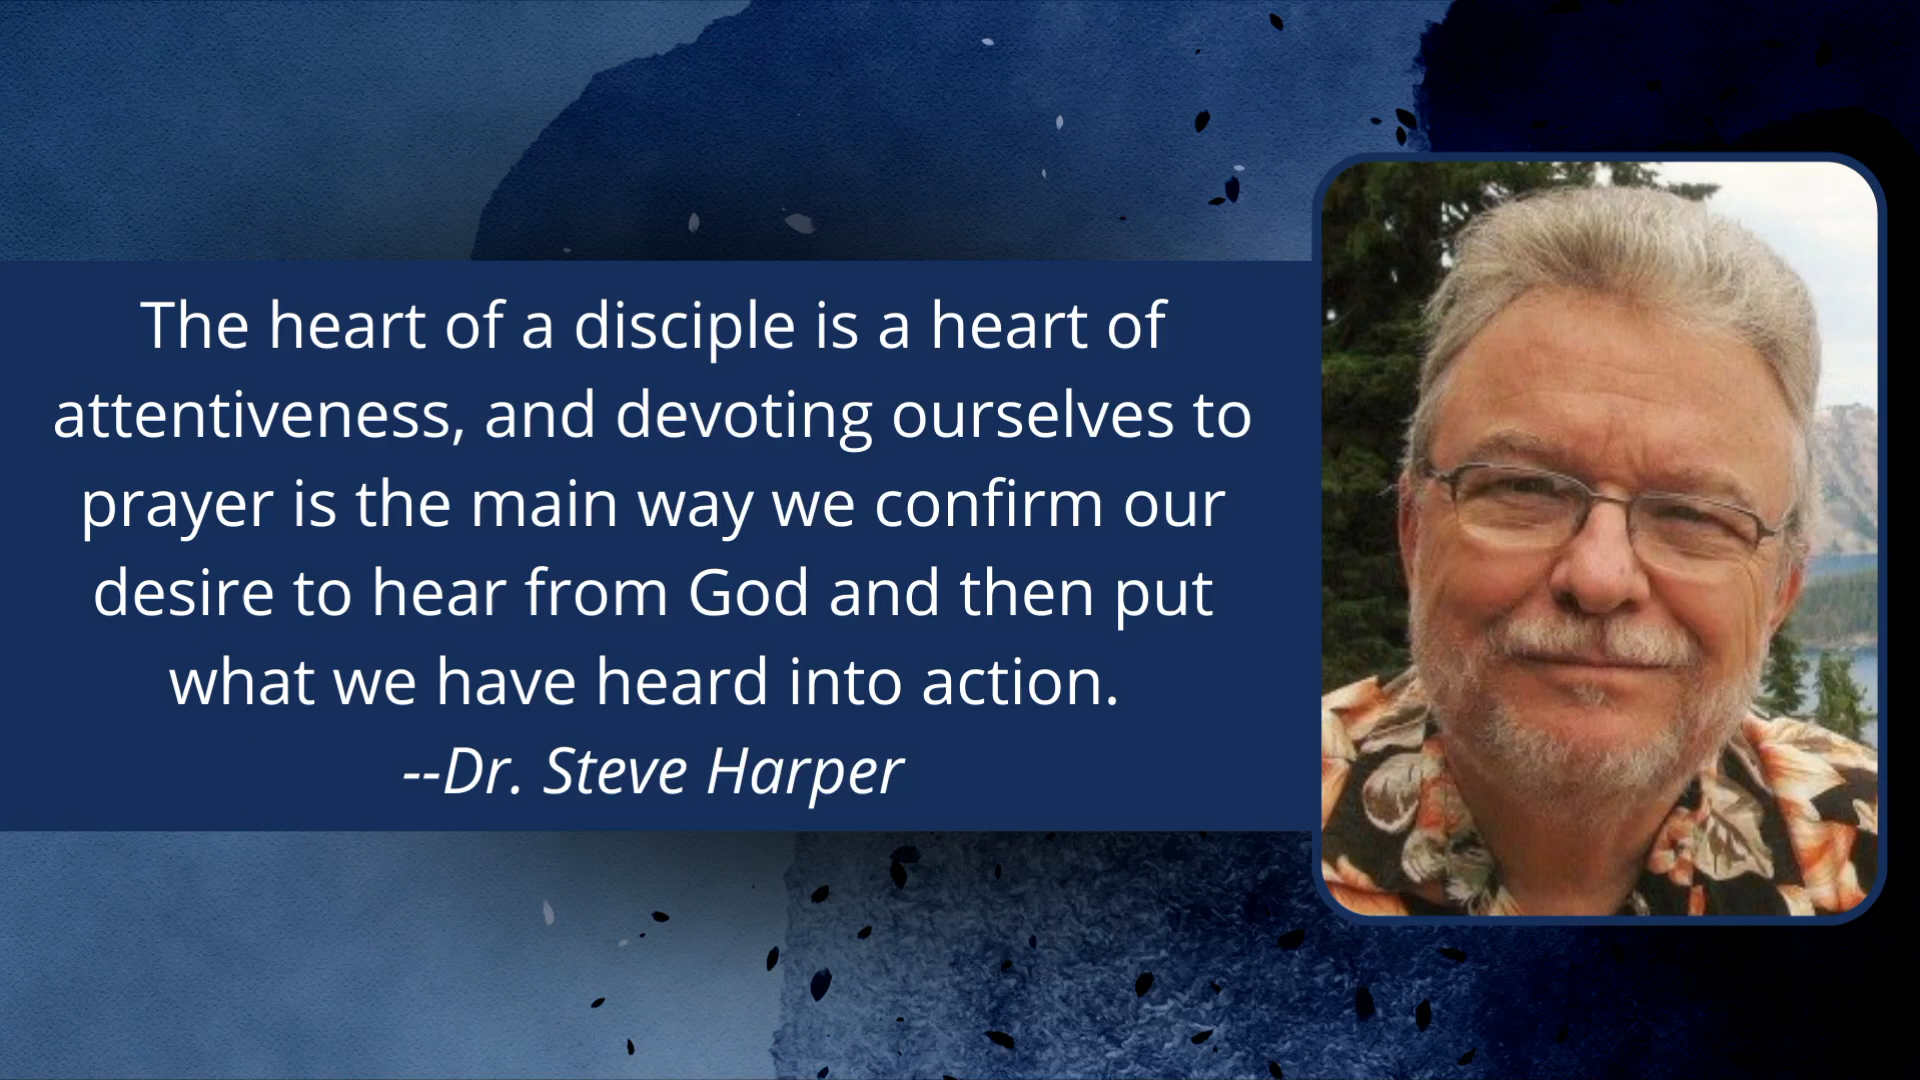 The heart of a disciple is a heart of
attentiveness, and devoting ourselves to
prayer is the main way we confirm our
desire to hear from God and then put
what we have heard into action.
--Dr. Steve Harper